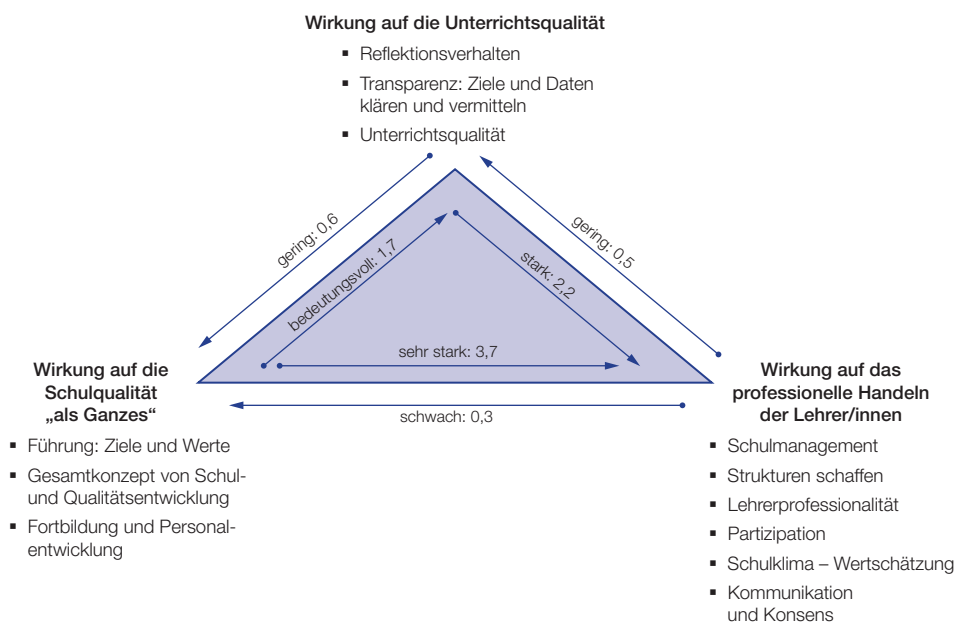 Wirkung auf die Unterrichtsqualität
▪ Reflektionsverhalten
▪ Transparenz: Ziele und Daten
klären und vermitteln
▪ Unterrichtsqualität
gering: 0,6
gering: 0,5
bedeutungsvoll: 1,7
stark: 2,2
sehr stark: 3,7
schwach: 0,3
Wirkung auf die
Schulqualität
„als Ganzes“
▪ Führung: Ziele und Werte
▪ Gesamtkonzept von Schul-
und Qualitätsentwicklung
▪ Fortbildung und Personal-
entwicklung
Wirkung auf das
professionelle Handeln
der Lehrer/innen
▪ Schulmanagement
▪ Strukturen schaffen
▪ Lehrerprofessionalität
▪ Partizipation
▪ Schulklima – Wertschätzung
▪ Kommunikation
und Konsens